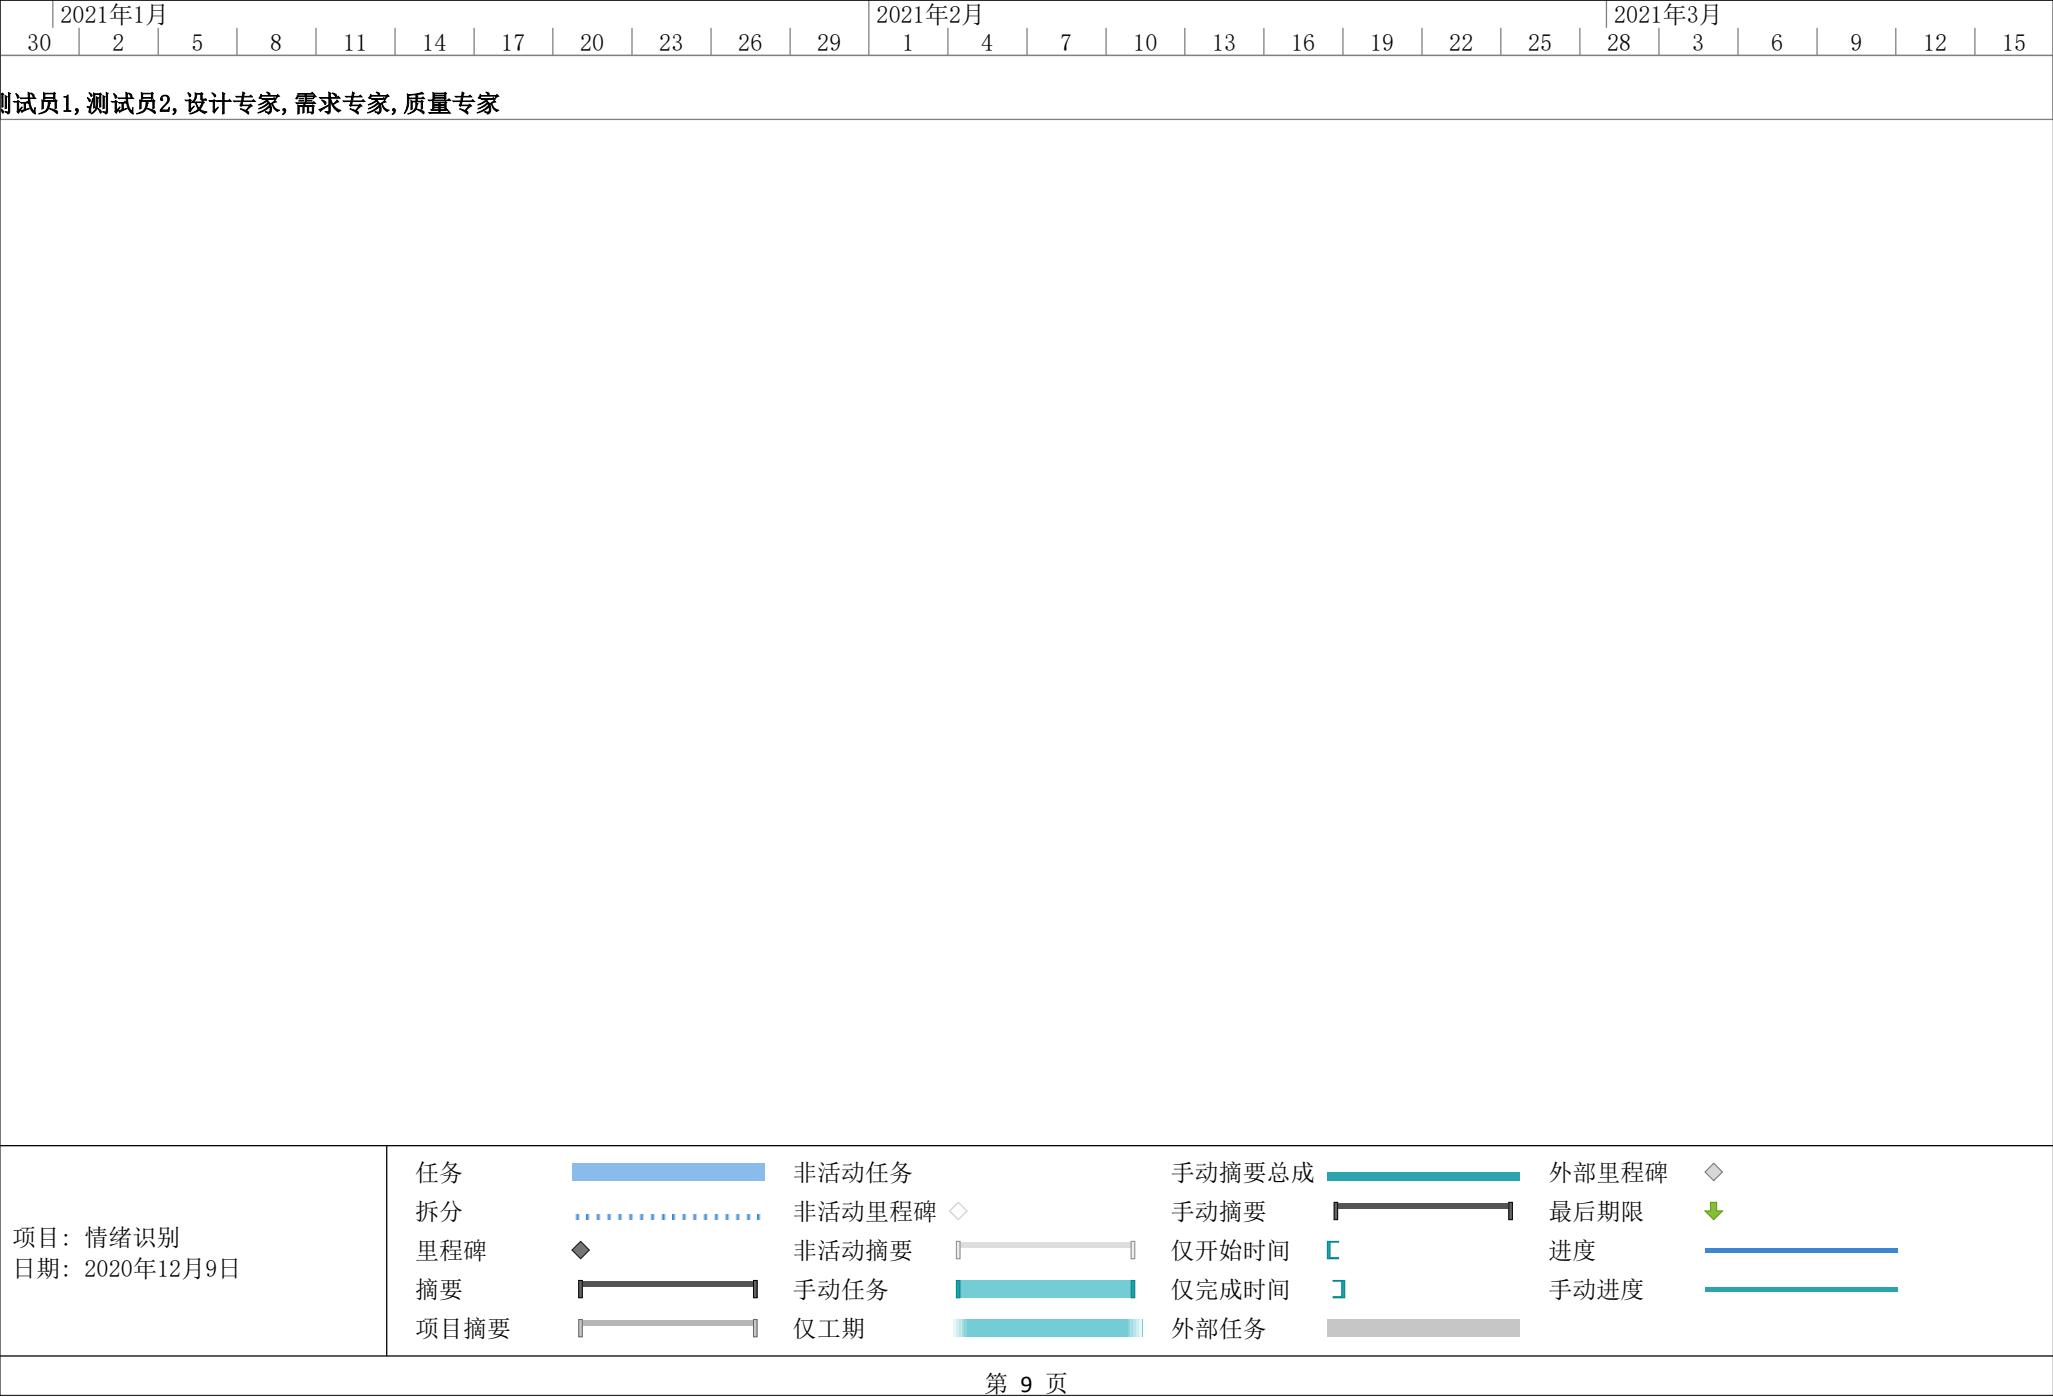 2021年1月 2021年2月 2021年3月
30 2 5 8 11 14 17 20 23 26 29 1 4 7 10 13 16 19 22 25 28 3 6 9 12 15
测试员1,测试员2,设计专家,需求专家,质量专家
项目: 情绪识别
日期: 2020年12月9日
任务 非活动任务 手动摘要总成 外部里程碑
拆分 非活动里程碑 手动摘要 最后期限
里程碑 非活动摘要 仅开始时间 进度
摘要 手动任务 仅完成时间 手动进度
项目摘要 仅工期 外部任务
第 9 页